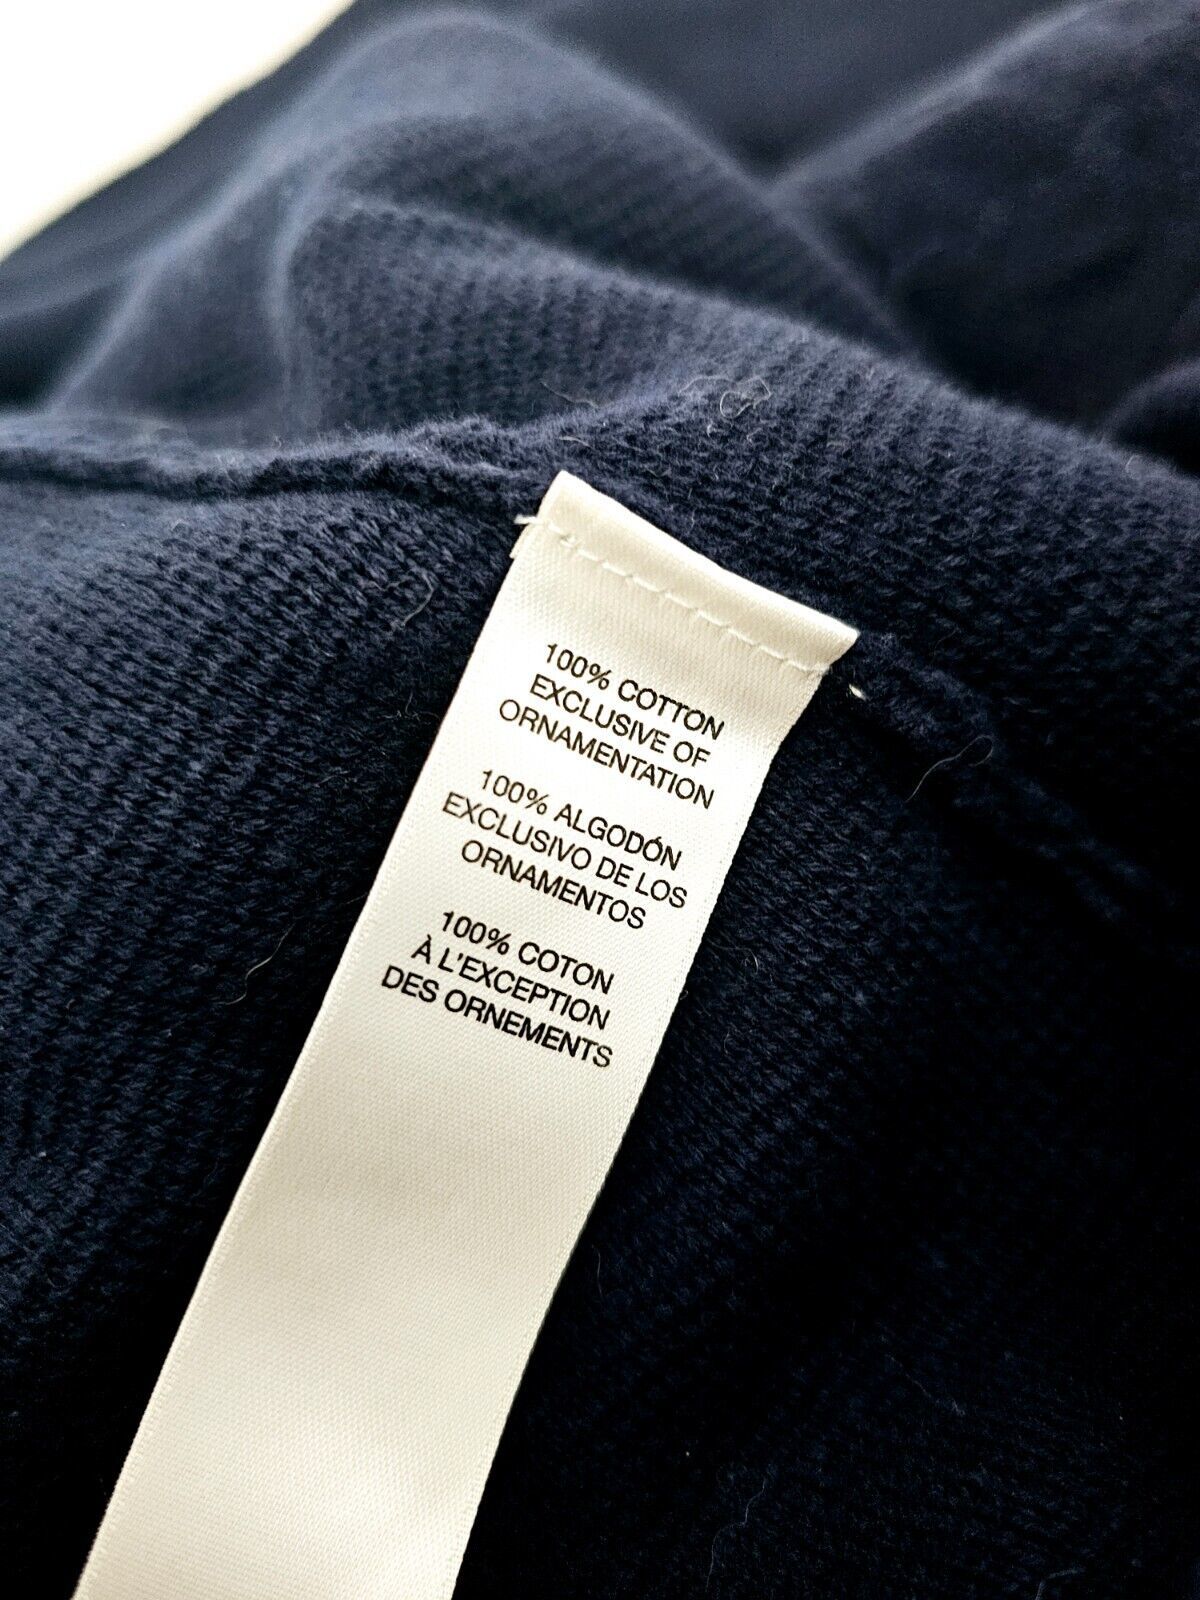 100% COTTON
EXCLUSIVE OF
ORNAMENTATION
100% ALGODÓN
EXCLUSIVO DE LOS
ORNAMENTOS
100% COTON
À L'EXCEPTION
DES ORNEMENTS